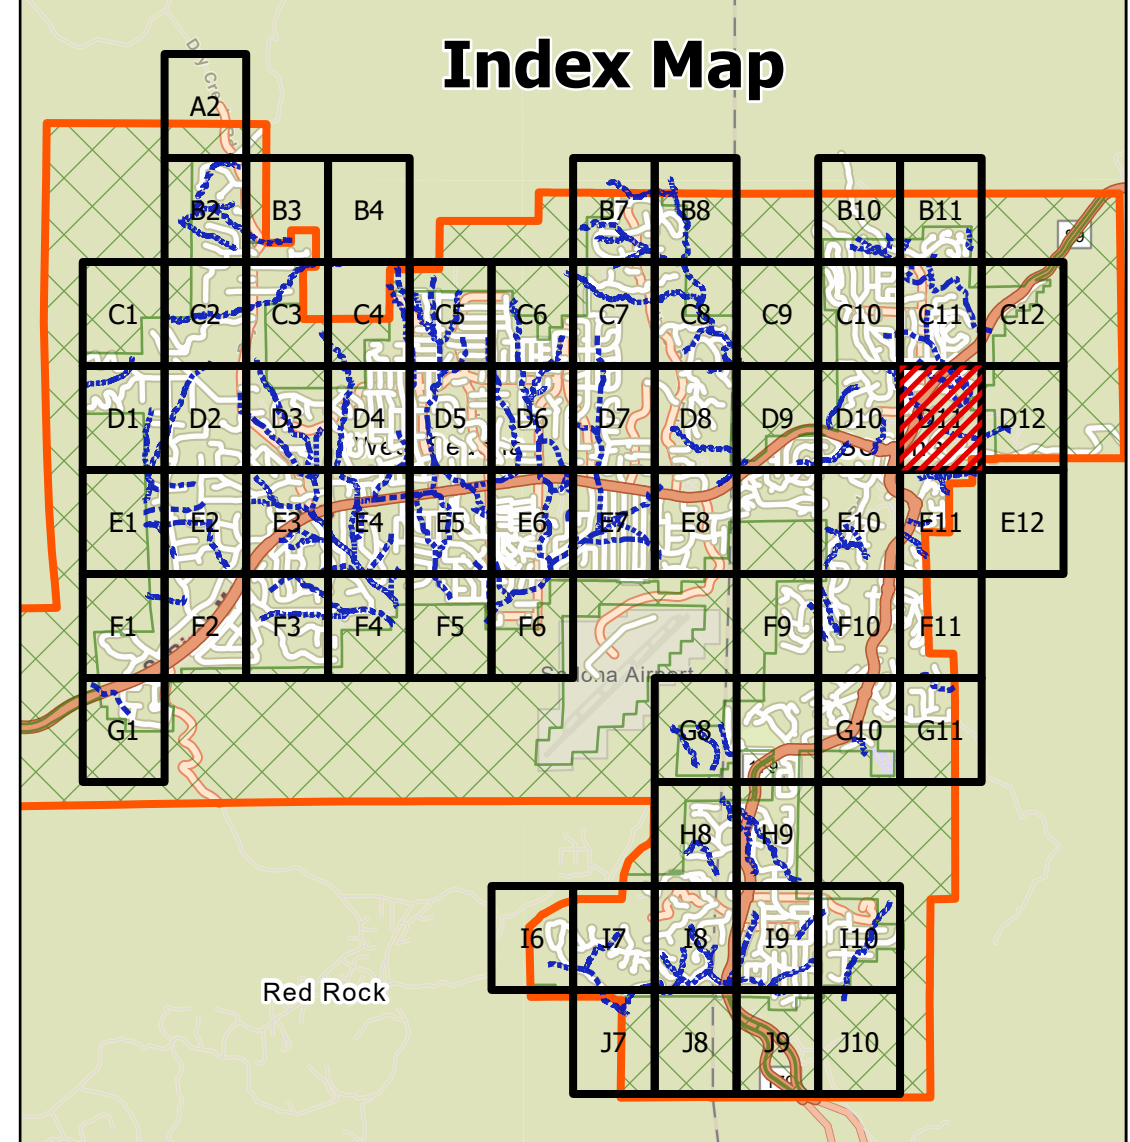 Index Map
A2
B2 B3 B4 B7 B8 B10 B11
C1 C2 C3 C4 C5 C6 C7 C8 C9 C10 C11 C12
D1 D2 D3 D4 D5 D6 D7 D8 D9 D10 D11 D12
E1 E2 E3 E4 E5 E6 E7 E8 E10 E11 E12
F1 F2 F3 F4 F5 F6 F9 F10 F11
Sedona Airport
G1 G8 G10 G11
H8 H9
I6 I7 I8 I9 I10
Red Rock
J7 J8 J9 J10